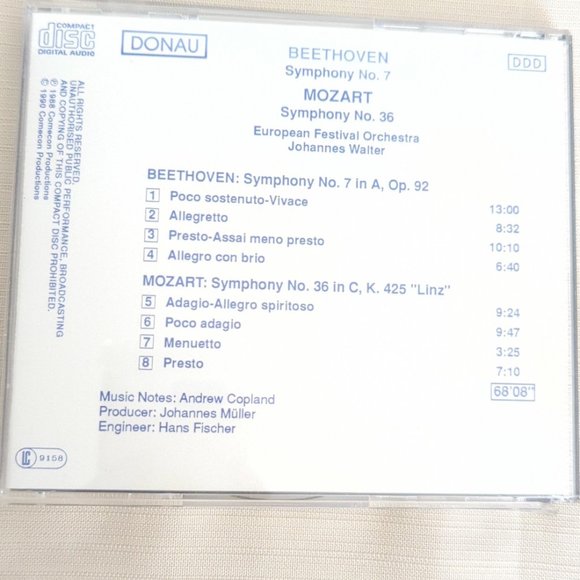 COMPACT
disc
DIGITAL AUDIO
DONAU
BEETHOVEN
Symphony No. 7
MOZART
Symphony No. 36
European Festival Orchestra
Johannes Walter
DDD
ALL RIGHTS RESERVED.
UNAUTHORISED PUBLIC PERFORMANCE, BROADCASTING
AND COPYING OF THIS COMPACT DISC PROHIBITED.
℗ 1988 Comecon Productions
© 1990 Comecon Productions
BEETHOVEN: Symphony No. 7 in A, Op. 92
1 Poco sostenuto-Vivace 13:00
2 Allegretto 8:32
3 Presto-Assai meno presto 10:10
4 Allegro con brio 6:40
MOZART: Symphony No. 36 in C, K. 425 "Linz"
5 Adagio-Allegro spiritoso 9:24
6 Poco adagio 9:47
7 Menuetto 3:25
8 Presto 7:10
68'08"
Music Notes: Andrew Copland
Producer: Johannes Müller
Engineer: Hans Fischer
LC 9158